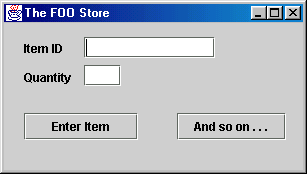 The FOO Store
Item ID
Quantity
Enter Item And so on . . .